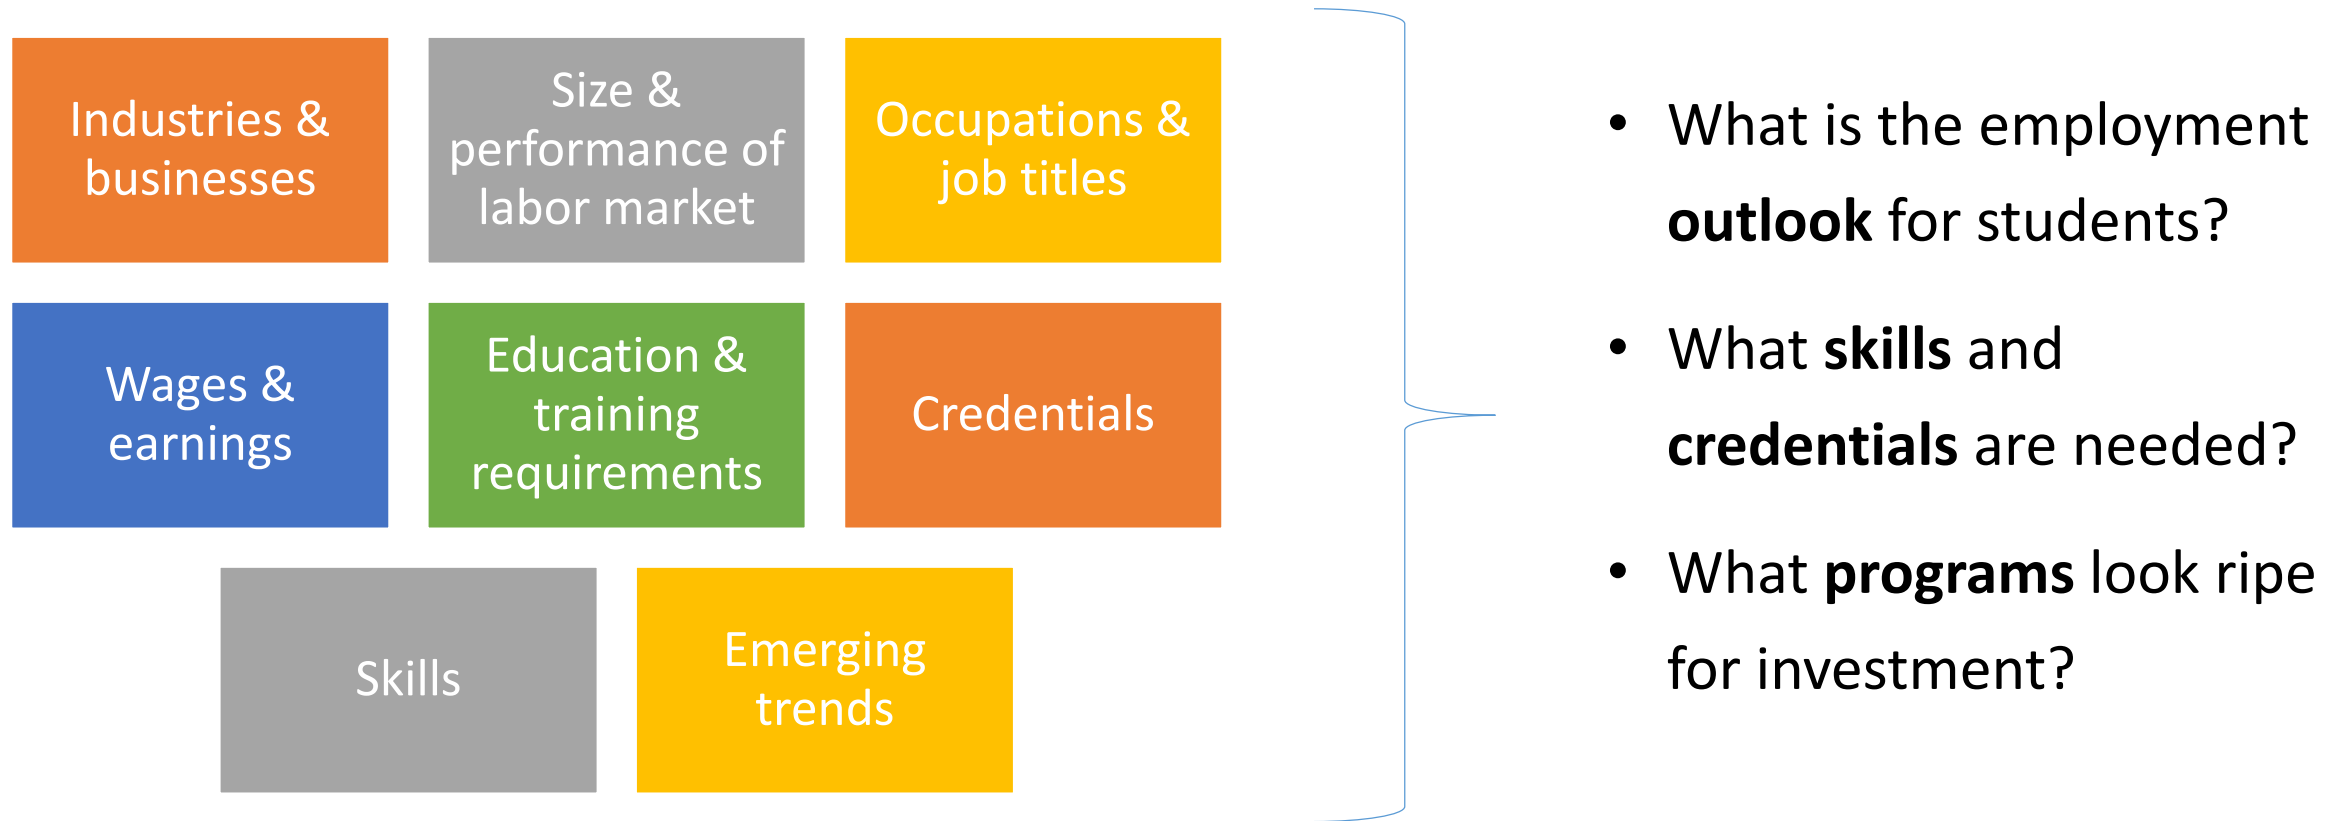 Industries &
businesses
Size &
performance of
labor market
Occupations &
job titles
Wages &
earnings
Education &
training
requirements
Credentials
Skills
Emerging
trends
• What is the employment
outlook for students?
• What skills and
credentials are needed?
• What programs look ripe
for investment?